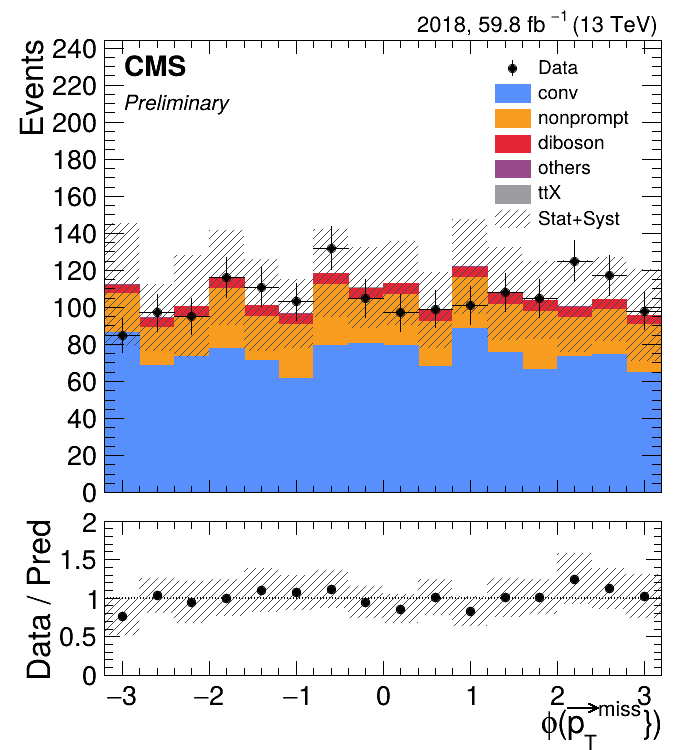 2018, 59.8 fb⁻¹ (13 TeV)
CMS
Preliminary
Events
240
220
200
180
160
140
120
100
80
60
40
20
0
Data
conv
nonprompt
diboson
others
ttX
Stat+Syst
Data / Pred
2
1.5
1
0.5
0
−3 −2 −1 0 1 2 3
ϕ(p⃗_T^miss})